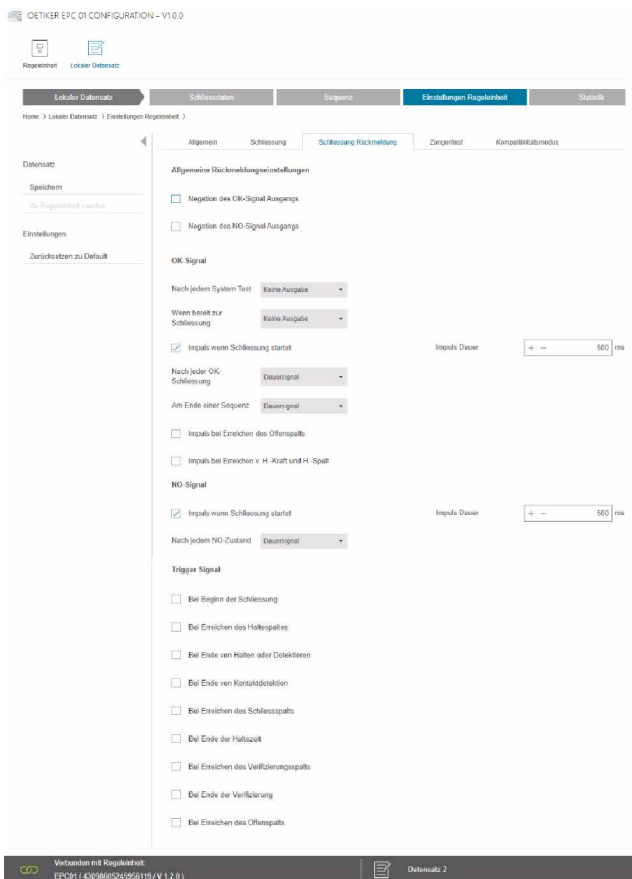 OETIKER EPC 01 CONFIGURATION – V1.0.0
Regeleinheit Lokaler Datensatz
Lokaler Datensatz Schliessdaten Sequenz Einstellungen Regeleinheit Statistik
Home > Lokaler Datensatz > Einstellungen Regeleinheit >
Allgemein Schliessung Schliessung Rückmeldung Zangentest Kompatibilitätsmodus
Datensatz
Speichern
Zu Regeleinheit senden
Einstellungen
Zurücksetzen zu Default
Allgemeine Rückmeldungseinstellungen
Negation des OK-Signal Ausgangs
Negation des NO-Signal Ausgangs
OK-Signal
Nach jedem System Test Keine Ausgabe
Wenn bereit zur
Schliessung Keine Ausgabe
Impuls wenn Schliessung startet Impuls Dauer + – 500 ms
Nach jeder OK-
Schliessung Dauersignal
Am Ende einer Sequenz Dauersignal
Impuls bei Erreichen des Offenspalts
Impuls bei Erreichen v. H.-Kraft und H.-Spalt
NO-Signal
Impuls wenn Schliessung startet Impuls Dauer + – 500 ms
Nach jedem NO-Zustand Dauersignal
Trigger Signal
Bei Beginn der Schliessung
Bei Erreichen des Haltespaltes
Bei Ende von Halten oder Detektieren
Bei Ende von Kontaktdetektion
Bei Erreichen des Schliessspalts
Bei Ende der Haltezeit
Bei Erreichen des Verifizierungsspalts
Bei Ende der Verifizierung
Bei Erreichen des Offenspalts
Verbunden mit Regeleinheit:
EPC01 ( 43098605245956119 / V 1.2.0 )
Datensatz 2